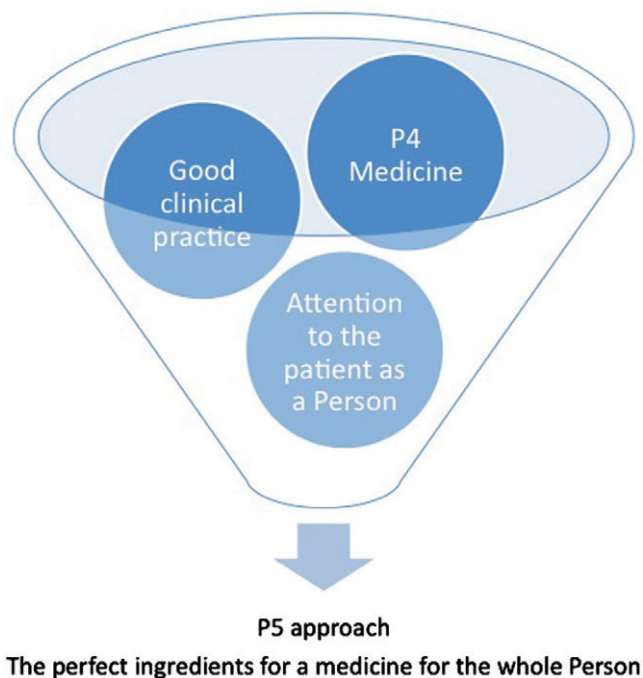 P4
Medicine
Good
clinical
practice
Attention
to the
patient as
a Person
P5 approach
The perfect ingredients for a medicine for the whole Person